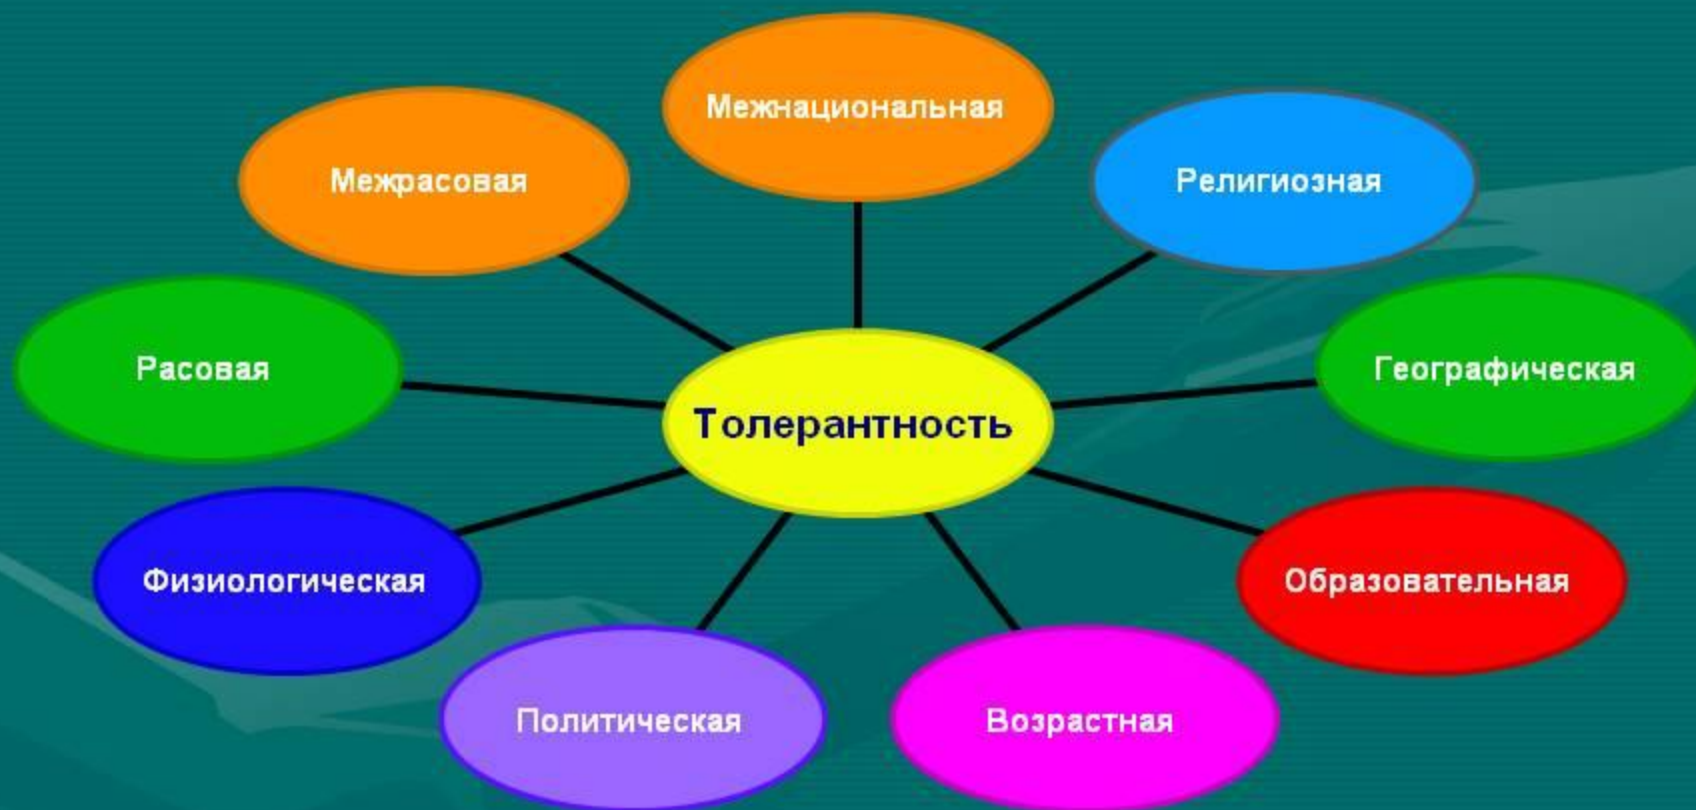 Межнациональная
Межрасовая
Религиозная
Расовая
Географическая
Толерантность
Физиологическая
Образовательная
Политическая
Возрастная